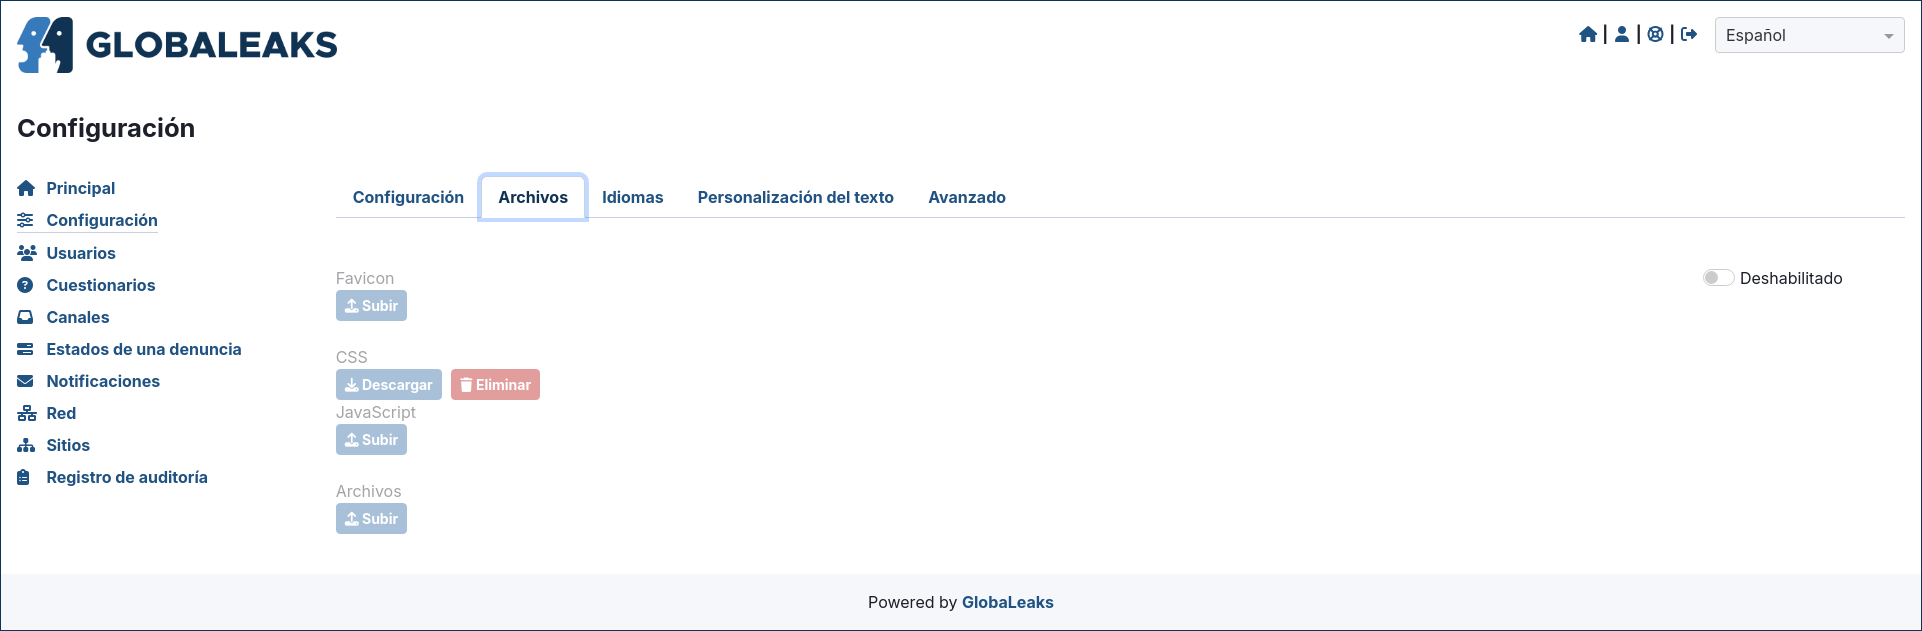 GLOBALEAKS
Español
Configuración
Principal
Configuración
Usuarios
Cuestionarios
Canales
Estados de una denuncia
Notificaciones
Red
Sitios
Registro de auditoría
Configuración Archivos Idiomas Personalización del texto Avanzado
Favicon
Deshabilitado
Subir
CSS
Descargar Eliminar
JavaScript
Subir
Archivos
Subir
Powered by GlobaLeaks